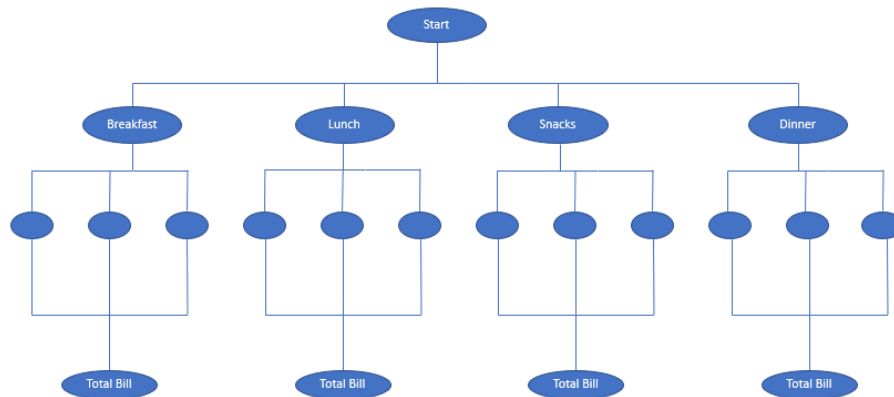 Start
Breakfast
Lunch
Snacks
Dinner
Total Bill
Total Bill
Total Bill
Total Bill